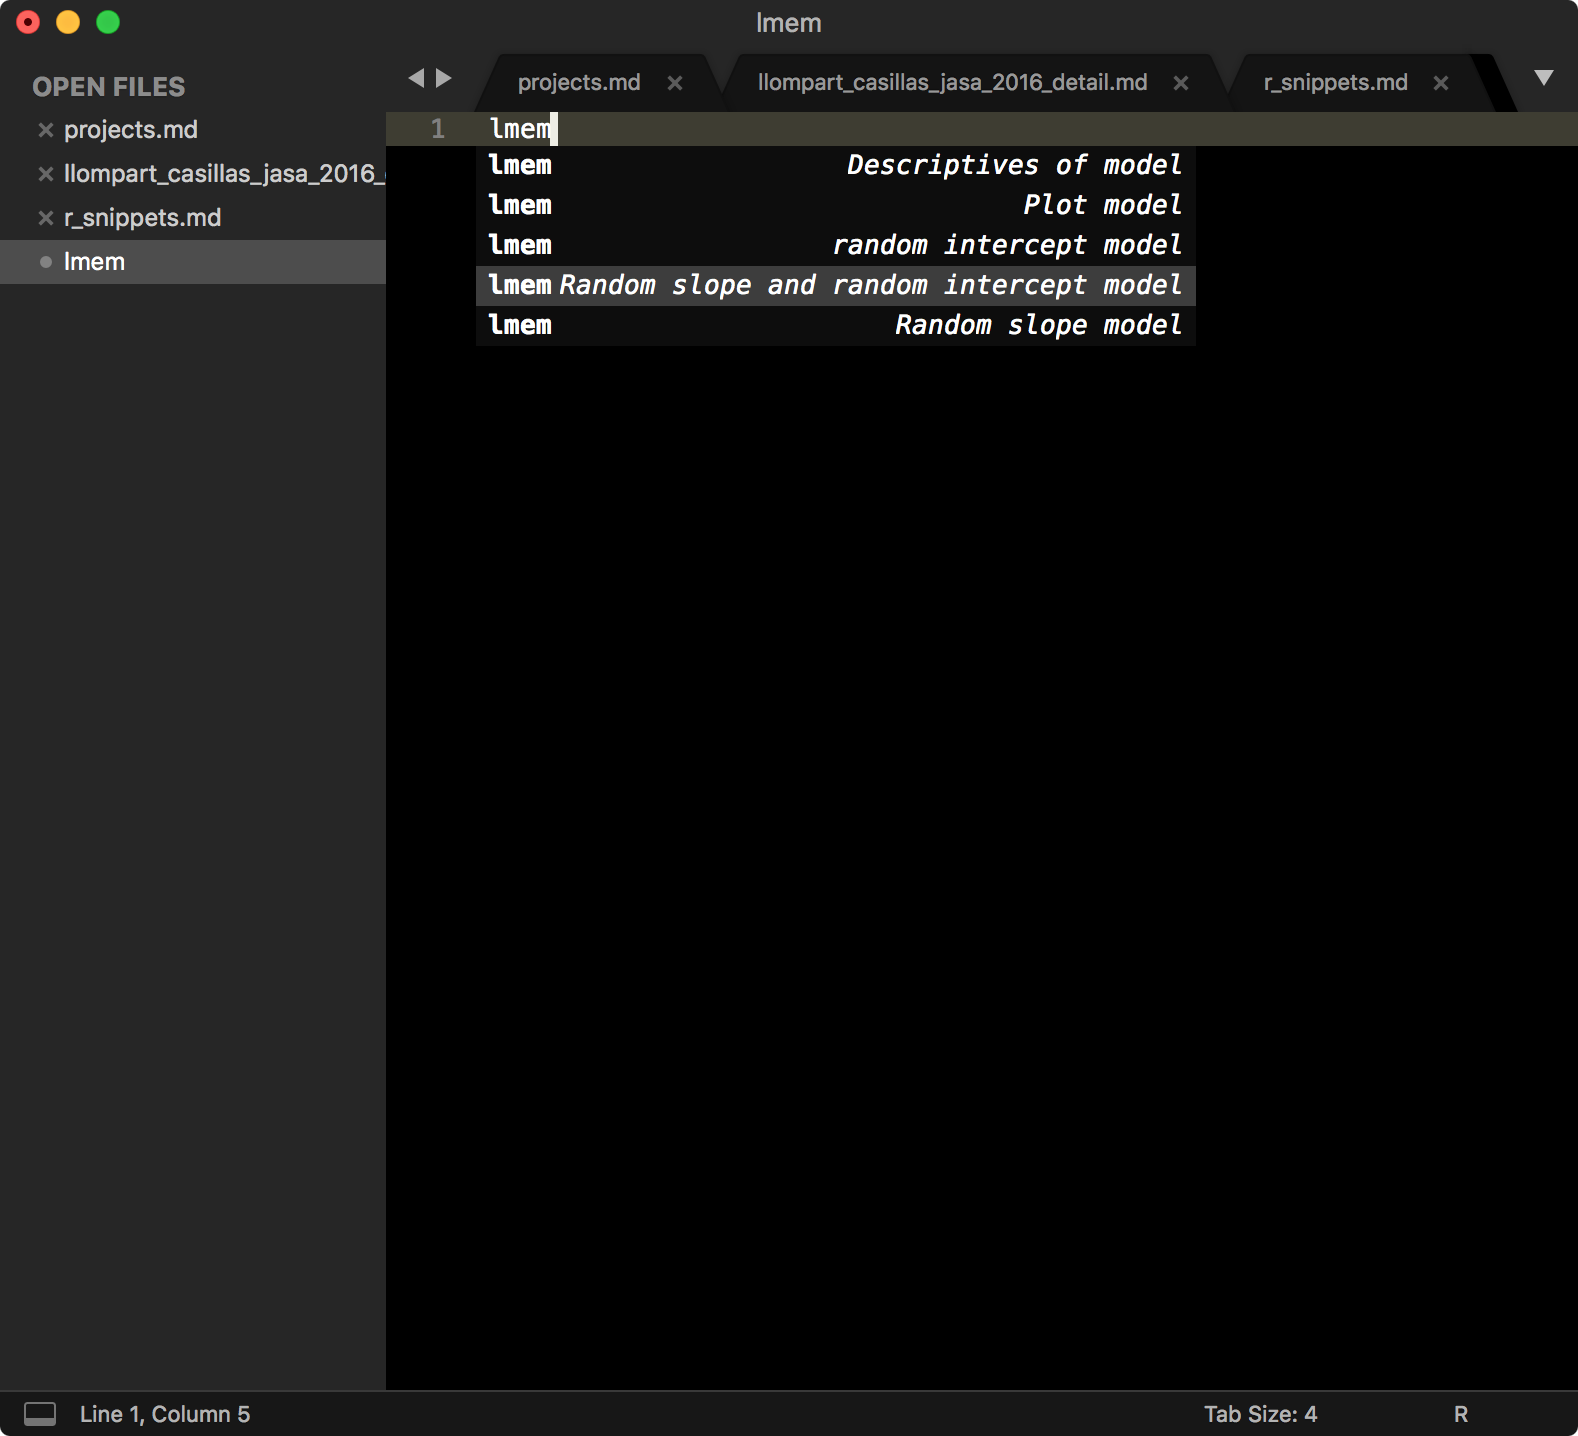 lmem
OPEN FILES
projects.md
llompart_casillas_jasa_2016_
r_snippets.md
lmem
projects.md
llompart_casillas_jasa_2016_detail.md
r_snippets.md
1 lmem
lmem Descriptives of model
lmem Plot model
lmem random intercept model
lmem Random slope and random intercept model
lmem Random slope model
Line 1, Column 5
Tab Size: 4
R